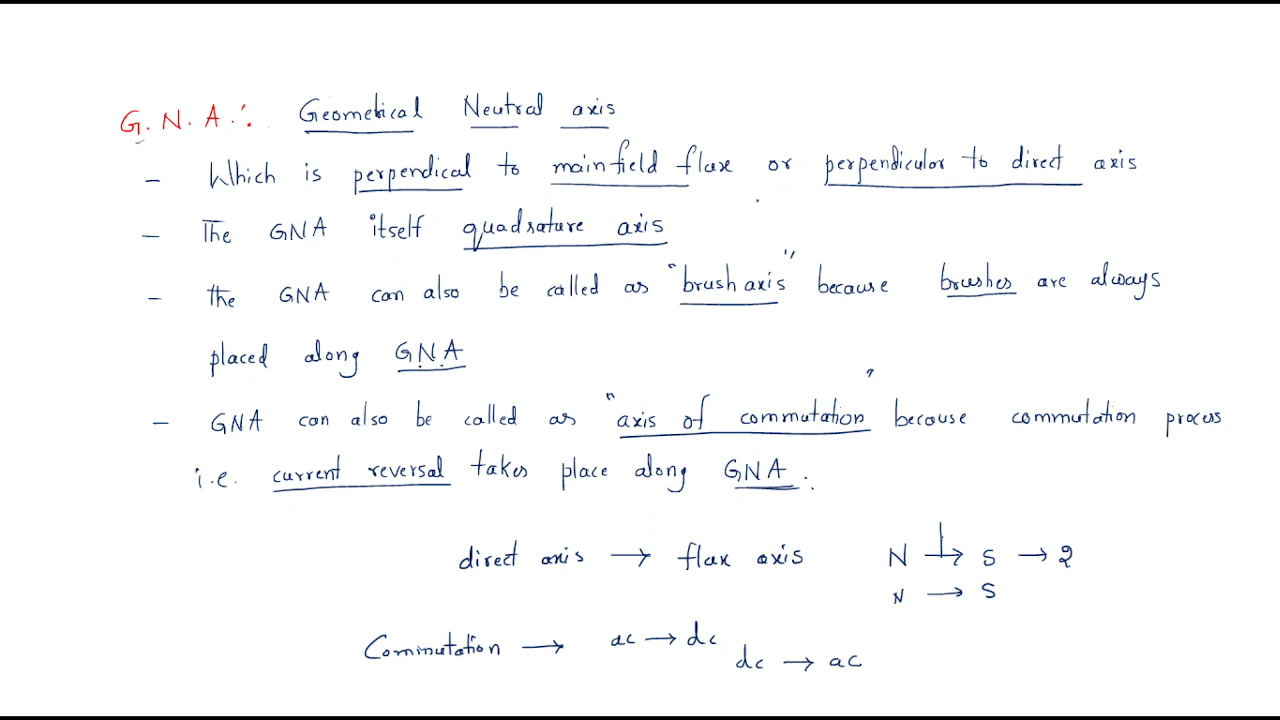 G.N.A.: Geometrical Neutral axis
- Which is perpendical to mainfield flux or perpendicular to direct axis
- The GNA itself quadrature axis
- The GNA can also be called as "brush axis" because brushes are always
placed along G.N.A
- GNA can also be called as "axis of commutation" because commutation process
i.e. current reversal takes place along GNA.
direct axis → flux axis N → S → 2
N → S
Commutation → ac → dc
dc → ac